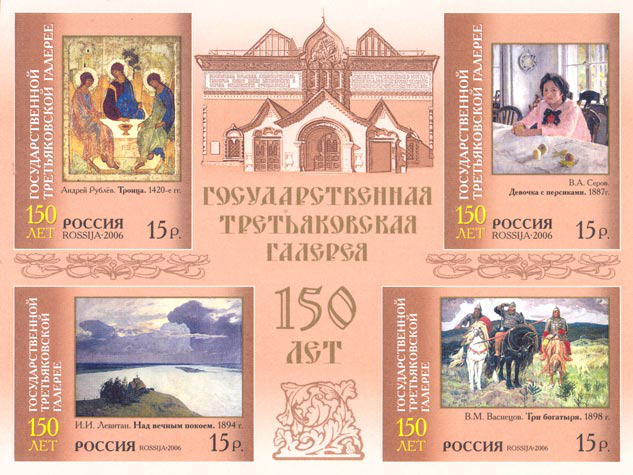 ГОСУДАРСТВЕННОЙ
ТРЕТЬЯКОВСКОЙ ГАЛЕРЕЕ
150
ЛЕТ
Андрей Рублёв. Троица. 1420-е гг.
РОССИЯ
ROSSIJA·2006
15 Р.
ГОСУДАРСТВЕННАЯ
ТРЕТЬЯКОВСКАЯ
ГАЛЕРЕЯ
150
ЛЕТ
ГОСУДАРСТВЕННОЙ
ТРЕТЬЯКОВСКОЙ ГАЛЕРЕЕ
150
ЛЕТ
В.А. Серов.
Девочка с персиками. 1887г.
РОССИЯ
ROSSIJA·2006
15 Р.
ГОСУДАРСТВЕННОЙ
ТРЕТЬЯКОВСКОЙ
ГАЛЕРЕЕ
150
ЛЕТ
И.И. Левитан. Над вечным покоем. 1894 г.
РОССИЯ ROSSIJA·2006 15 Р.
ГОСУДАРСТВЕННОЙ
ТРЕТЬЯКОВСКОЙ
ГАЛЕРЕЕ
150
ЛЕТ
В.М. Васнецов. Три богатыря. 1898 г.
РОССИЯ ROSSIJA·2006 15 Р.